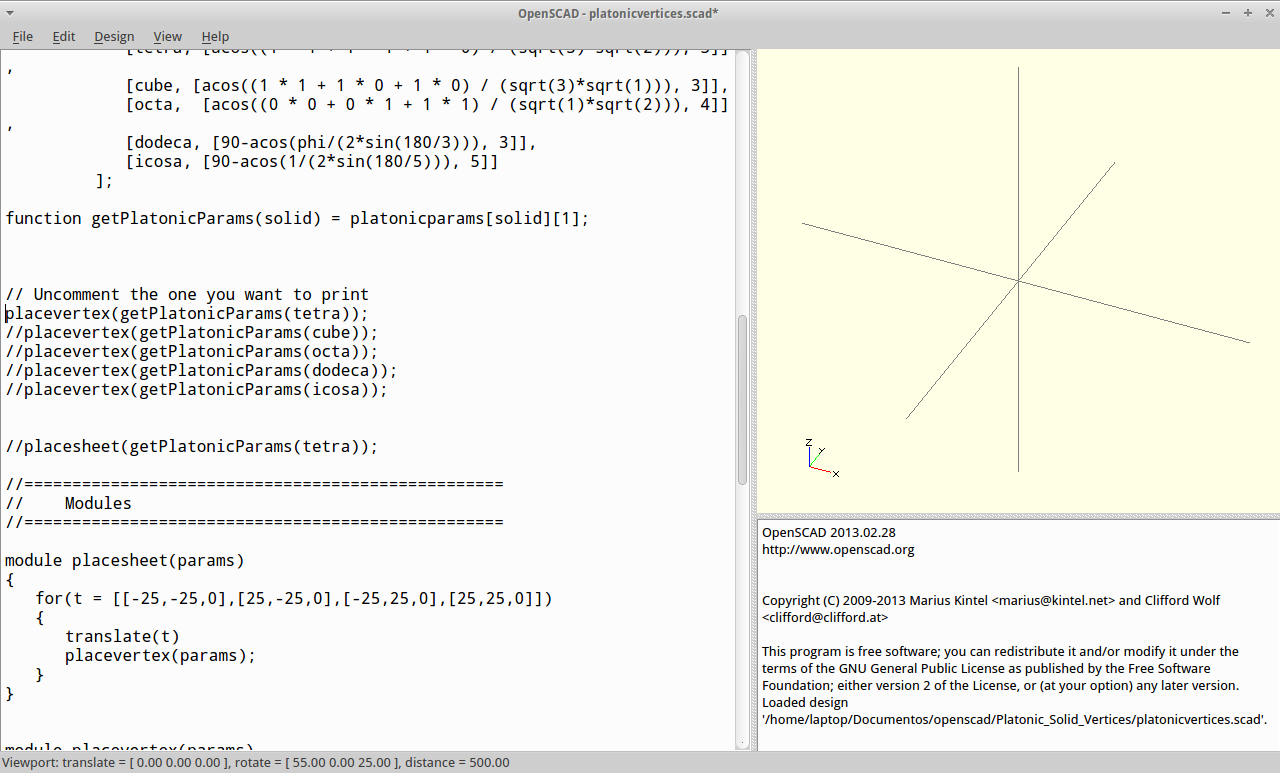 OpenSCAD - platonicvertices.scad*
File Edit Design View Help
,
[cube, [acos((1 * 1 + 1 * 0 + 1 * 0) / (sqrt(3)*sqrt(1))), 3]],
[octa,  [acos((0 * 0 + 0 * 1 + 1 * 1) / (sqrt(1)*sqrt(2))), 4]]
,
[dodeca, [90-acos(phi/(2*sin(180/3))), 3]],
[icosa, [90-acos(1/(2*sin(180/5))), 5]]
];
function getPlatonicParams(solid) = platonicparams[solid][1];
// Uncomment the one you want to print
placevertex(getPlatonicParams(tetra));
//placevertex(getPlatonicParams(cube));
//placevertex(getPlatonicParams(octa));
//placevertex(getPlatonicParams(dodeca));
//placevertex(getPlatonicParams(icosa));
//placesheet(getPlatonicParams(tetra));
//==================================================
//    Modules
//==================================================
module placesheet(params)
{
for(t = [[-25,-25,0],[25,-25,0],[-25,25,0],[25,25,0]])
{
translate(t)
placevertex(params);
}
}
module placevertex(params)
Z
Y
X
OpenSCAD 2013.02.28
http://www.openscad.org
Copyright (C) 2009-2013 Marius Kintel <marius@kintel.net> and Clifford Wolf
<clifford@clifford.at>
This program is free software; you can redistribute it and/or modify it under the
terms of the GNU General Public License as published by the Free Software
Foundation; either version 2 of the License, or (at your option) any later version.
Loaded design
'/home/laptop/Documentos/openscad/Platonic_Solid_Vertices/platonicvertices.scad'.
Viewport: translate = [ 0.00 0.00 0.00 ], rotate = [ 55.00 0.00 25.00 ], distance = 500.00